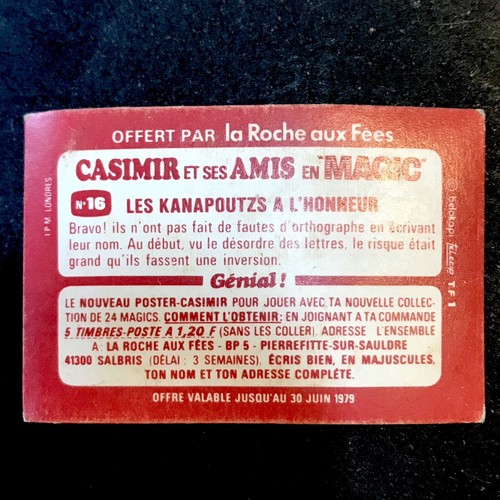 OFFERT PAR la Roche aux Fées
CASIMIR ET SES AMIS EN "MAGIC"
N°16 LES KANAPOUTZS A L'HONNEUR
Bravo! ils n'ont pas fait de fautes d'orthographe en écrivant
leur nom. Au début, vu le désordre des lettres, le risque était
grand qu'ils fassent une inversion.
Génial!
LE NOUVEAU POSTER-CASIMIR POUR JOUER AVEC TA NOUVELLE COLLEC-
TION DE 24 MAGICS. COMMENT L'OBTENIR: EN JOIGNANT A TA COMMANDE
5 TIMBRES-POSTE A 1,20 F (SANS LES COLLER). ADRESSE L'ENSEMBLE
A: LA ROCHE AUX FÉES - BP 5 - PIERREFITTE-SUR-SAULDRE
41300 SALBRIS (DÉLAI : 3 SEMAINES). ÉCRIS BIEN, EN MAJUSCULES,
TON NOM ET TON ADRESSE COMPLÈTE.
OFFRE VALABLE JUSQU'AU 30 JUIN 1979
I.P.M. LONDRES
© belokapi TF1